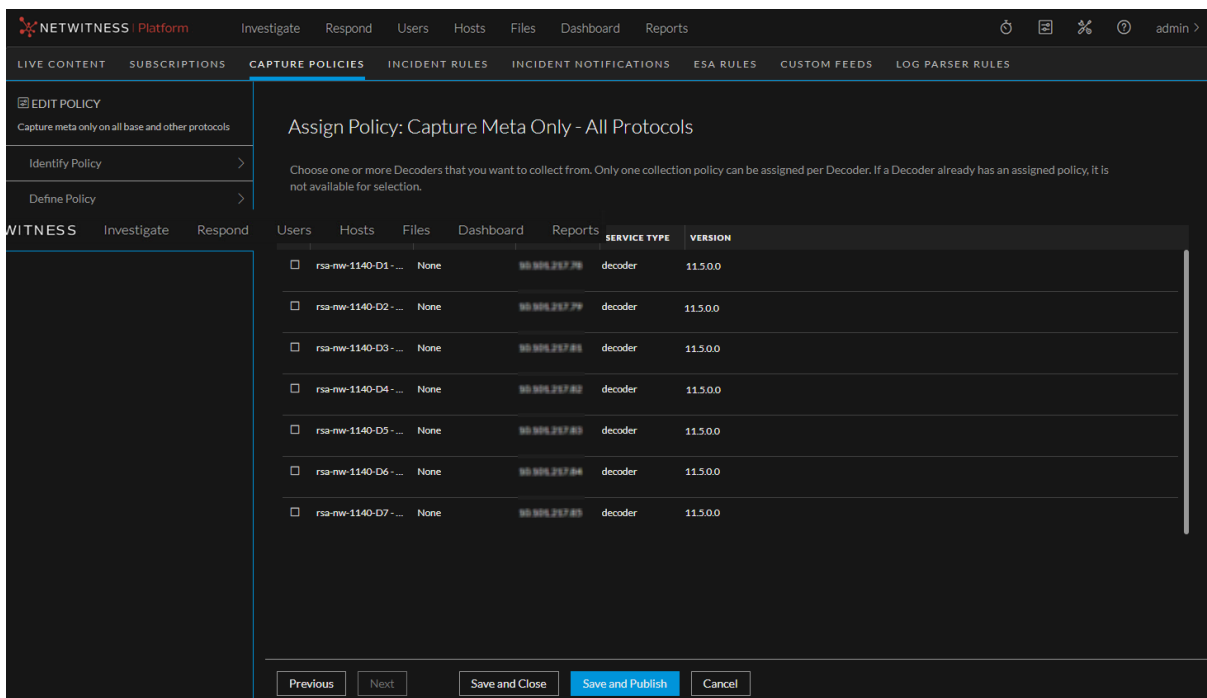 NETWITNESS Platform Investigate Respond Users Hosts Files Dashboard Reports admin >
LIVE CONTENT SUBSCRIPTIONS CAPTURE POLICIES INCIDENT RULES INCIDENT NOTIFICATIONS ESA RULES CUSTOM FEEDS LOG PARSER RULES
EDIT POLICY
Capture meta only on all base and other protocols
Identify Policy
Define Policy
Assign Policy: Capture Meta Only - All Protocols
Choose one or more Decoders that you want to collect from. Only one collection policy can be assigned per Decoder. If a Decoder already has an assigned policy, it is
not available for selection.
WITNESS Investigate Respond Users Hosts Files Dashboard Reports
SERVICE TYPE VERSION
rsa-nw-1140-D1 - ... None decoder 11.5.0.0
rsa-nw-1140-D2 - ... None decoder 11.5.0.0
rsa-nw-1140-D3 - ... None decoder 11.5.0.0
rsa-nw-1140-D4 - ... None decoder 11.5.0.0
rsa-nw-1140-D5 - ... None decoder 11.5.0.0
rsa-nw-1140-D6 - ... None decoder 11.5.0.0
rsa-nw-1140-D7 - ... None decoder 11.5.0.0
Previous Next Save and Close Save and Publish Cancel